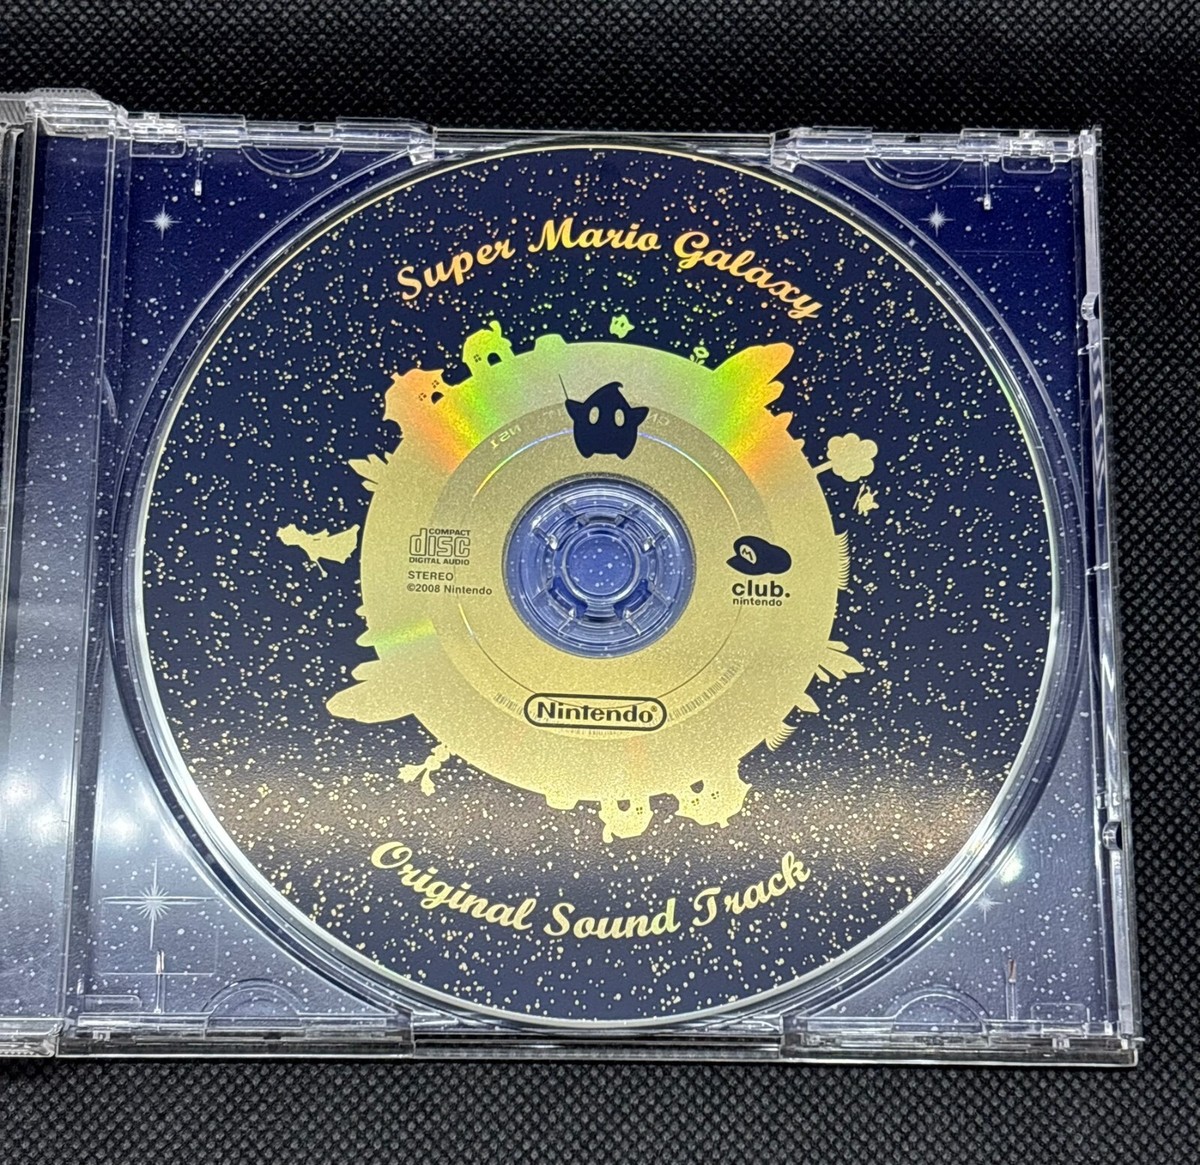 Super Mario Galaxy
COMPACT
disc
DIGITAL AUDIO
STEREO
©2008 Nintendo
M
club.
nintendo
Nintendo®
Original Sound Track